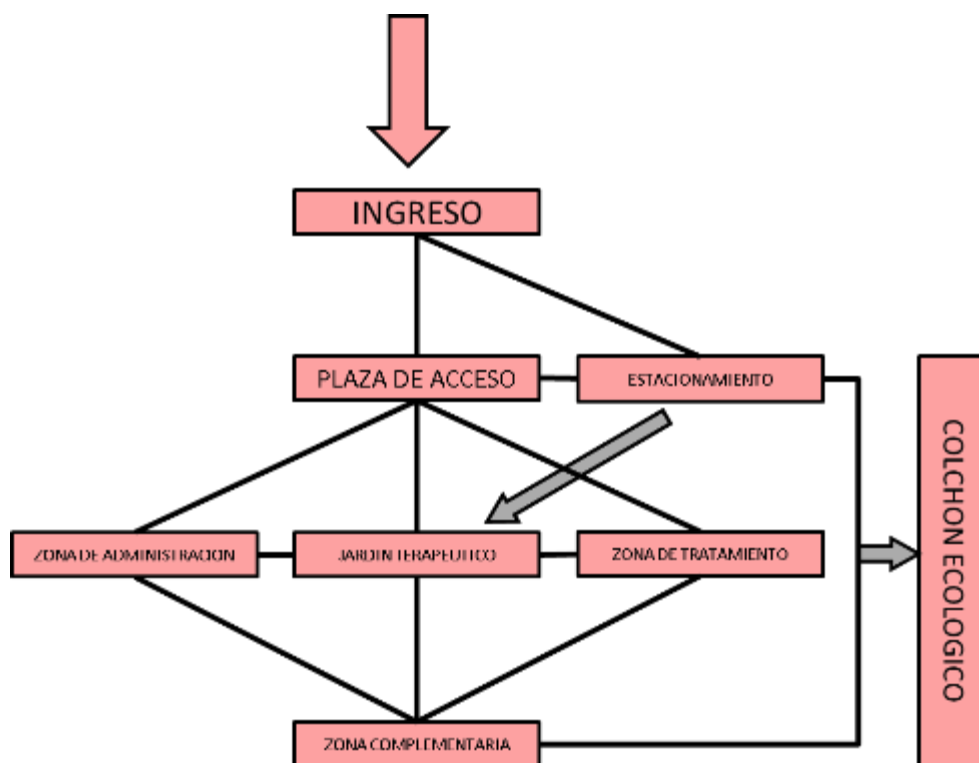 INGRESO
PLAZA DE ACCESO
ESTACIONAMIENTO
ZONA DE ADMINISTRACION
JARDIN TERAPEUTICO
ZONA DE TRATAMIENTO
COLCHON ECOLOGICO
ZONA COMPLEMENTARIA